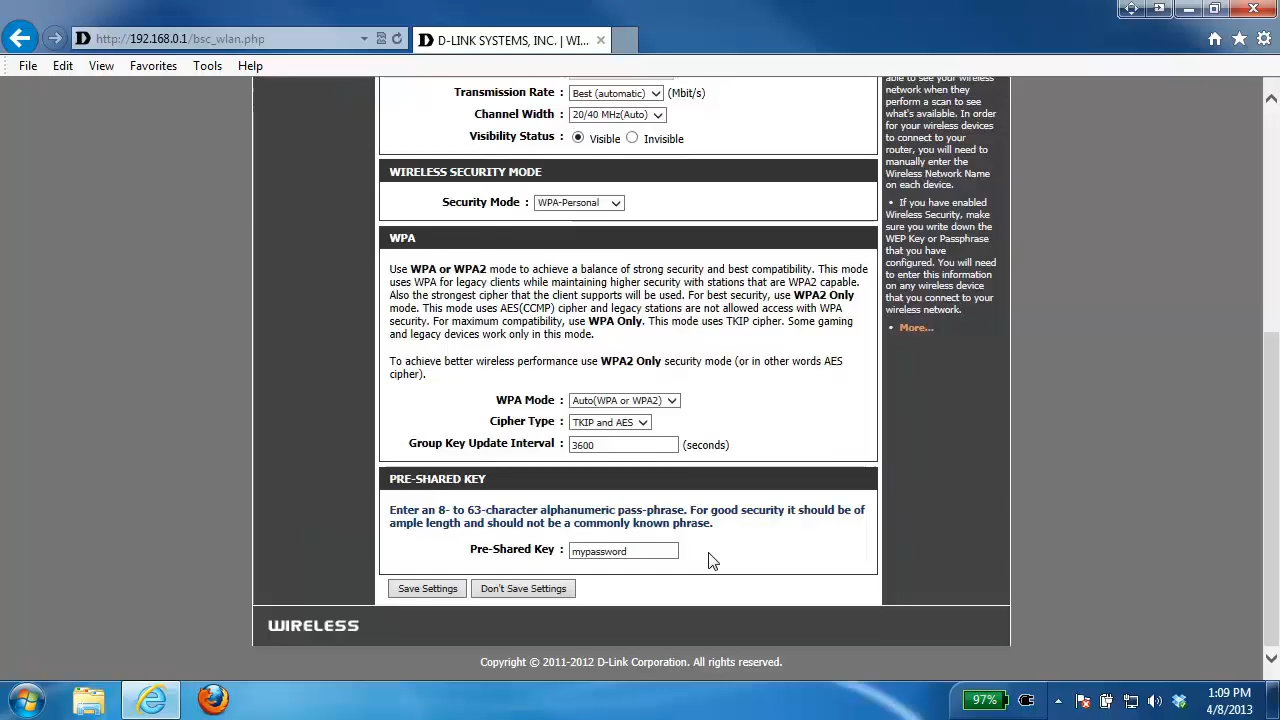 http://192.168.0.1/bsc_wlan.php
D-LINK SYSTEMS, INC. | WI...
File Edit View Favorites Tools Help
Transmission Rate : Best (automatic) (Mbit/s)
Channel Width : 20/40 MHz(Auto)
Visibility Status : Visible Invisible
WIRELESS SECURITY MODE
Security Mode : WPA-Personal
WPA
Use WPA or WPA2 mode to achieve a balance of strong security and best compatibility. This mode
uses WPA for legacy clients while maintaining higher security with stations that are WPA2 capable.
Also the strongest cipher that the client supports will be used. For best security, use WPA2 Only
mode. This mode uses AES(CCMP) cipher and legacy stations are not allowed access with WPA
security. For maximum compatibility, use WPA Only. This mode uses TKIP cipher. Some gaming
and legacy devices work only in this mode.
To achieve better wireless performance use WPA2 Only security mode (or in other words AES
cipher).
WPA Mode : Auto(WPA or WPA2)
Cipher Type : TKIP and AES
Group Key Update Interval : 3600 (seconds)
PRE-SHARED KEY
Enter an 8- to 63-character alphanumeric pass-phrase. For good security it should be of
ample length and should not be a commonly known phrase.
Pre-Shared Key : mypassword
Save Settings Don't Save Settings
able to see your wireless
network when they
perform a scan to see
what's available. In order
for your wireless devices
to connect to your
router, you will need to
manually enter the
Wireless Network Name
on each device.
• If you have enabled
Wireless Security, make
sure you write down the
WEP Key or Passphrase
that you have
configured. You will need
to enter this information
on any wireless device
that you connect to your
wireless network.
• More...
WIRELESS
Copyright © 2011-2012 D-Link Corporation. All rights reserved.
97%
1:09 PM
4/8/2013